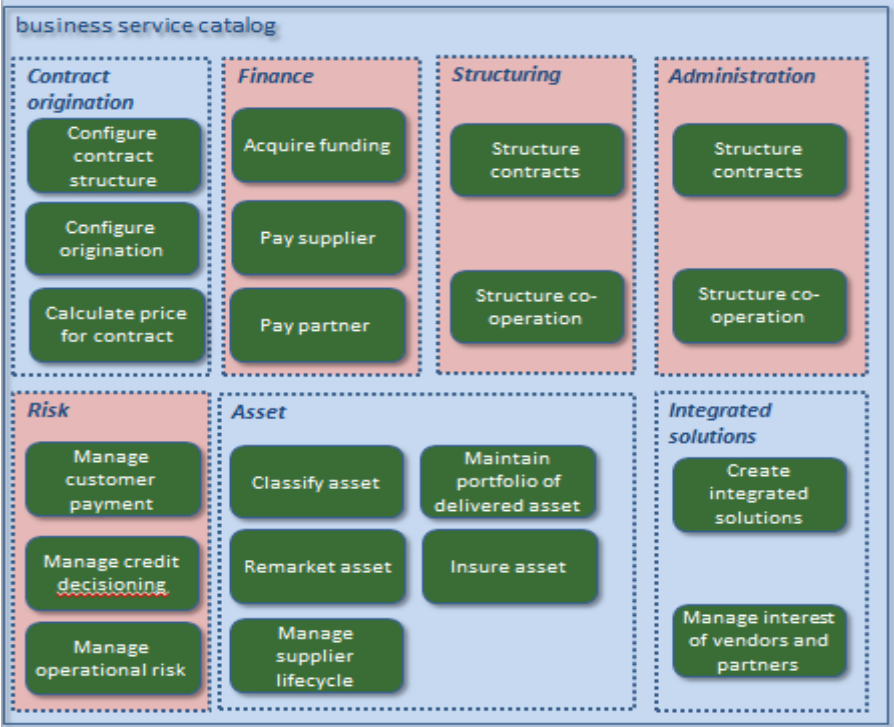 business service catalog
Contract
origination
Configure
contract
structure
Configure
origination
Calculate price
for contract
Finance
Acquire funding
Pay supplier
Pay partner
Structuring
Structure
contracts
Structure co-
operation
Administration
Structure
contracts
Structure co-
operation
Risk
Manage
customer
payment
Manage credit
decisioning
Manage
operational risk
Asset
Classify asset
Maintain
portfolio of
delivered asset
Remarket asset
Insure asset
Manage
supplier
lifecycle
Integrated
solutions
Create
integrated
solutions
Manage interest
of vendors and
partners